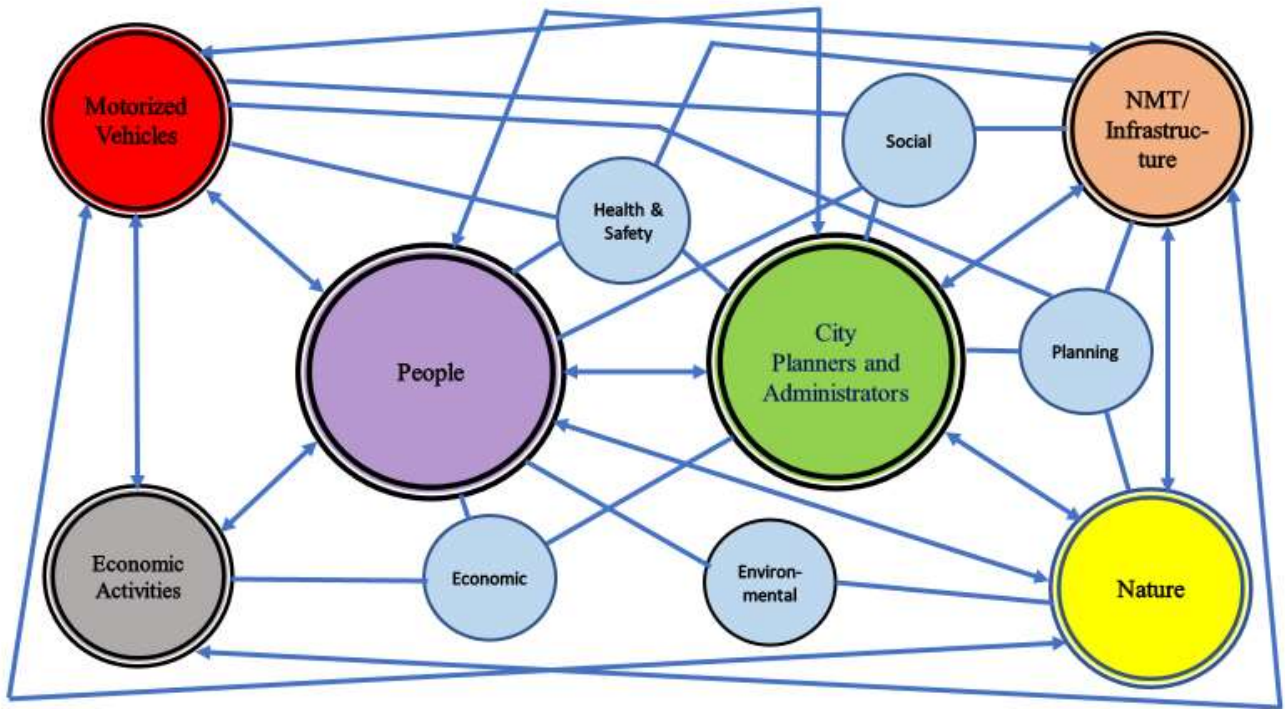 Motorized
Vehicles
NMT/
Infrastruc-
ture
Social
Health &
Safety
City
Planners and
Administrators
People
Planning
Economic
Activities
Economic
Environ-
mental
Nature